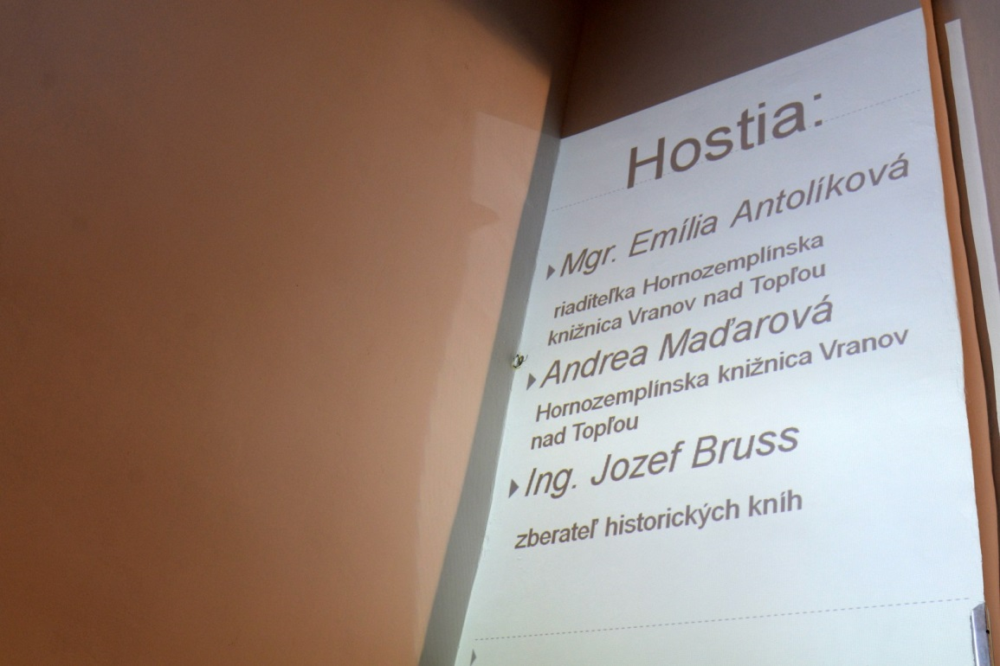 Hostia:
Mgr. Emília Antolíková
riaditeľka Hornozemplínska
knižnica Vranov nad Topľou
Andrea Maďarová
Hornozemplínska knižnica Vranov
nad Topľou
Ing. Jozef Bruss
zberateľ historických kníh